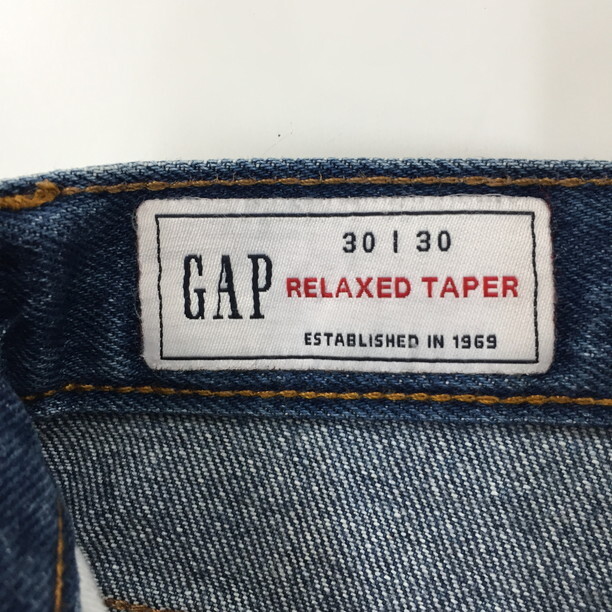 GAP
30 | 30
RELAXED TAPER
ESTABLISHED IN 1969